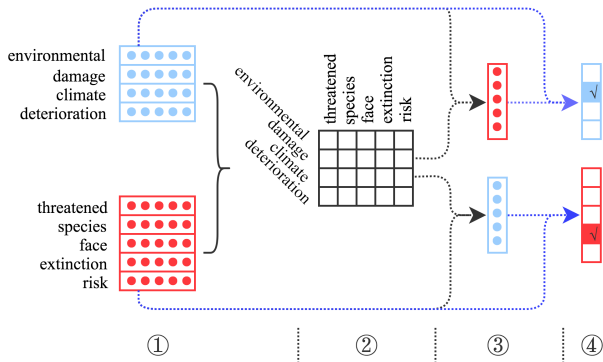 environmental
damage
climate
deterioration
threatened
species
face
extinction
risk
environmental
damage
climate
deterioration
threatened
species
face
extinction
risk
√
√
① ② ③ ④